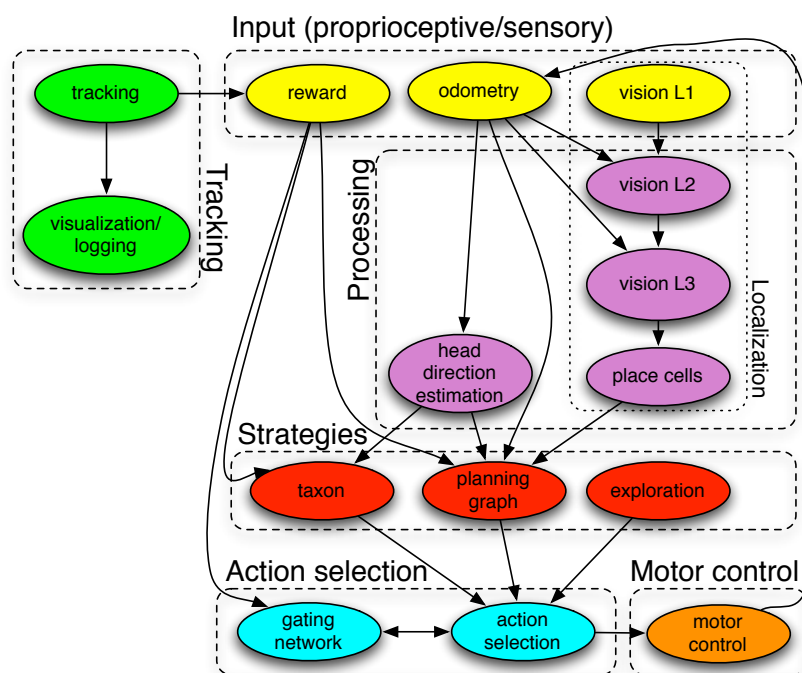 Input (proprioceptive/sensory)
tracking
reward
odometry
vision L1
visualization/
logging
Tracking
Processing
vision L2
vision L3
Localization
head
direction
estimation
place cells
Strategies
taxon
planning
graph
exploration
Action selection
Motor control
gating
network
action
selection
motor
control